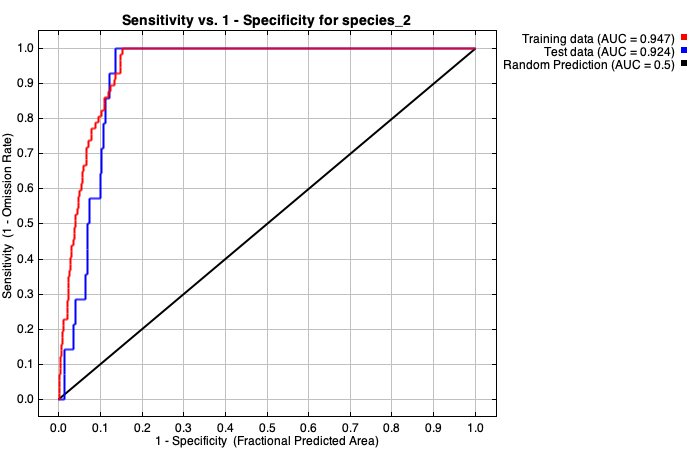 Sensitivity vs. 1 - Specificity for species_2
Training data (AUC = 0.947)
Test data (AUC = 0.924)
Random Prediction (AUC = 0.5)
Sensitivity (1 - Omission Rate)
1.0
0.9
0.8
0.7
0.6
0.5
0.4
0.3
0.2
0.1
0.0
0.0 0.1 0.2 0.3 0.4 0.5 0.6 0.7 0.8 0.9 1.0
1 - Specificity (Fractional Predicted Area)